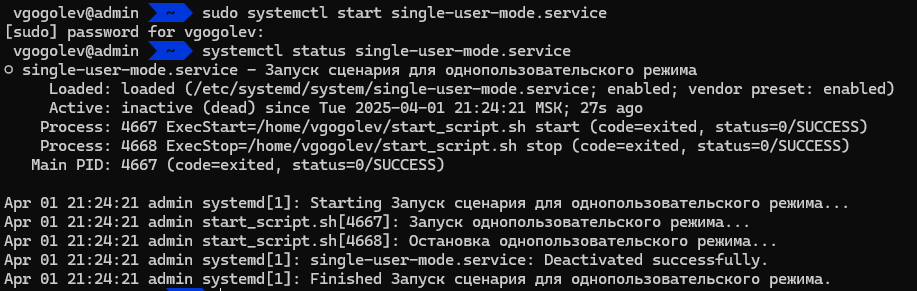 vgogolev@admin ~ sudo systemctl start single-user-mode.service
[sudo] password for vgogolev:
vgogolev@admin ~ systemctl status single-user-mode.service
○ single-user-mode.service - Запуск сценария для однопользовательского режима
Loaded: loaded (/etc/systemd/system/single-user-mode.service; enabled; vendor preset: enabled)
Active: inactive (dead) since Tue 2025-04-01 21:24:21 MSK; 27s ago
Process: 4667 ExecStart=/home/vgogolev/start_script.sh start (code=exited, status=0/SUCCESS)
Process: 4668 ExecStop=/home/vgogolev/start_script.sh stop (code=exited, status=0/SUCCESS)
Main PID: 4667 (code=exited, status=0/SUCCESS)
Apr 01 21:24:21 admin systemd[1]: Starting Запуск сценария для однопользовательского режима...
Apr 01 21:24:21 admin start_script.sh[4667]: Запуск однопользовательского режима...
Apr 01 21:24:21 admin start_script.sh[4668]: Остановка однопользовательского режима...
Apr 01 21:24:21 admin systemd[1]: single-user-mode.service: Deactivated successfully.
Apr 01 21:24:21 admin systemd[1]: Finished Запуск сценария для однопользовательского режима.